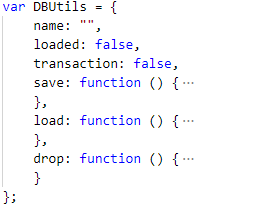 var DBUtils = {
    name: "",
    loaded: false,
    transaction: false,
    save: function () {···
    },
    load: function () {···
    },
    drop: function () {···
    }
};